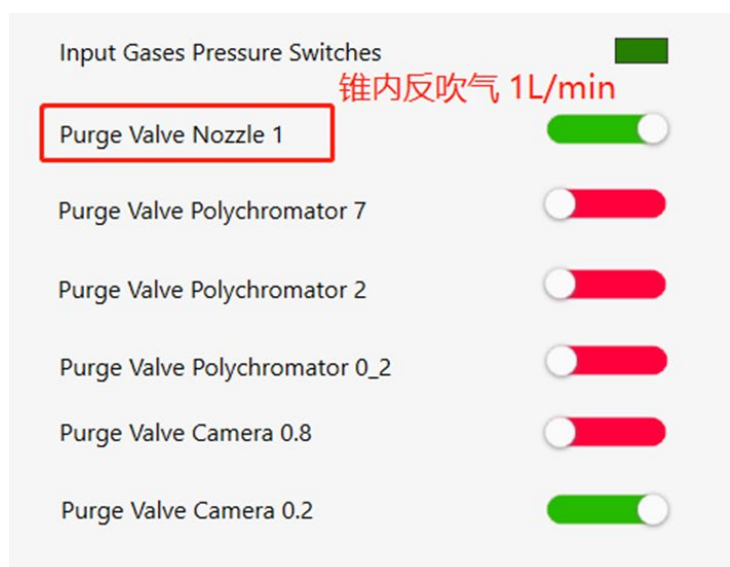 Input Gases Pressure Switches
锥内反吹气 1L/min
Purge Valve Nozzle 1
Purge Valve Polychromator 7
Purge Valve Polychromator 2
Purge Valve Polychromator 0_2
Purge Valve Camera 0.8
Purge Valve Camera 0.2